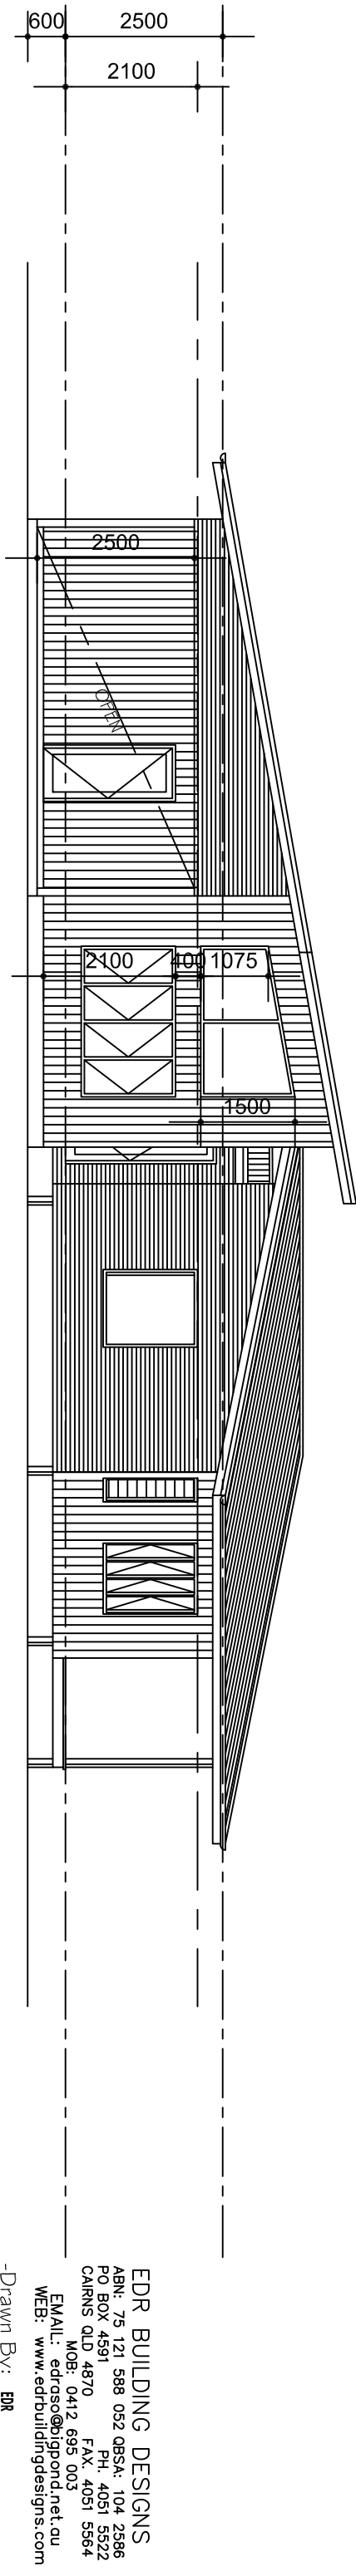 600
2500
2100
2500
OPEN
2100
400
1075
1500
EDR BUILDING DESIGNS
ABN: 75 121 588 052 QBSA: 104 2586
PO BOX 4591 PH. 4051 5522
CAIRNS QLD 4870 FAX. 4051 5564
MOB: 0412 695 003
EMAIL: edraso@bigpond.net.au
WEB: www.edrbuildingdesigns.com
-Drawn By: EDR